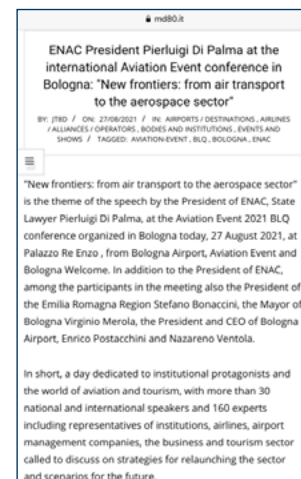 md80.it
ENAC President Pierluigi Di Palma at the
international Aviation Event conference in
Bologna: "New frontiers: from air transport
to the aerospace sector"
BY: JT8D / ON: 27/08/2021 / IN: AIRPORTS / DESTINATIONS , AIRLINES
/ ALLIANCES / OPERATORS , BODIES AND INSTITUTIONS , EVENTS AND
SHOWS / TAGGED: AVIATION-EVENT , BLQ , BOLOGNA , ENAC
"New frontiers: from air transport to the aerospace sector"
is the theme of the speech by the President of ENAC, State
Lawyer Pierluigi Di Palma, at the Aviation Event 2021 BLQ
conference organized in Bologna today, 27 August 2021, at
Palazzo Re Enzo , from Bologna Airport, Aviation Event and
Bologna Welcome. In addition to the President of ENAC,
among the participants in the meeting also the President of
the Emilia Romagna Region Stefano Bonaccini, the Mayor of
Bologna Virginio Merola, the President and CEO of Bologna
Airport, Enrico Postacchini and Nazareno Ventola.
In short, a day dedicated to institutional protagonists and
the world of aviation and tourism, with more than 30
national and international speakers and 160 experts
including representatives of institutions, airlines, airport
management companies, the business and tourism sector
called to discuss on strategies for relaunching the sector
and scenarios for the future.